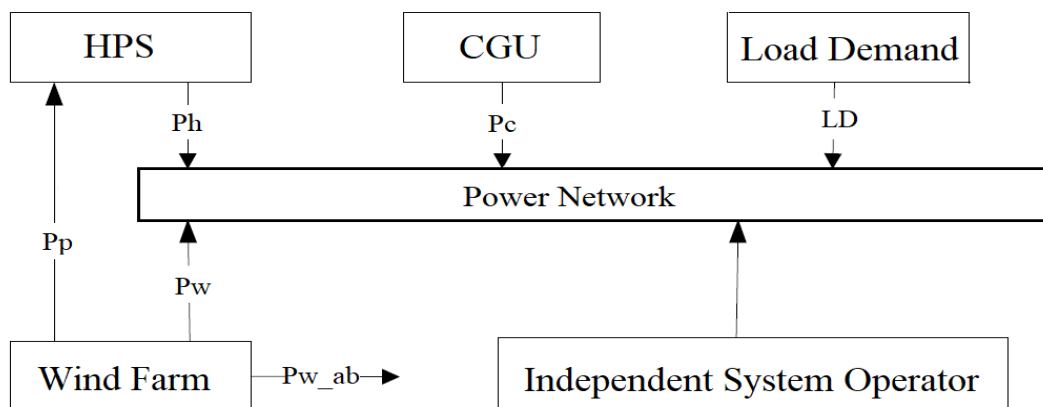 HPS
CGU
Load Demand
Ph
Pc
LD
Power Network
Pp
Pw
Wind Farm
Pw_ab
Independent System Operator